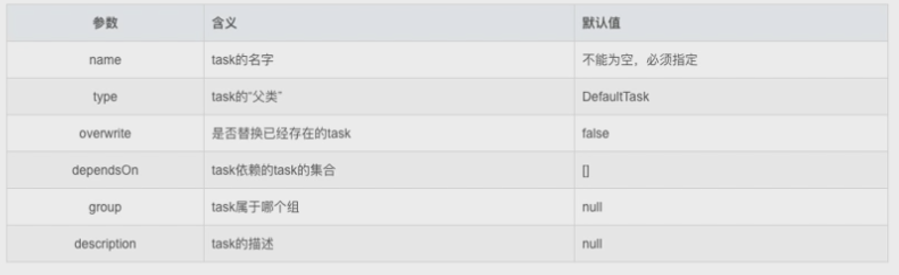 参数 含义 默认值
name task的名字 不能为空，必须指定
type task的“父类” DefaultTask
overwrite 是否替换已经存在的task false
dependsOn task依赖的task的集合 []
group task属于哪个组 null
description task的描述 null